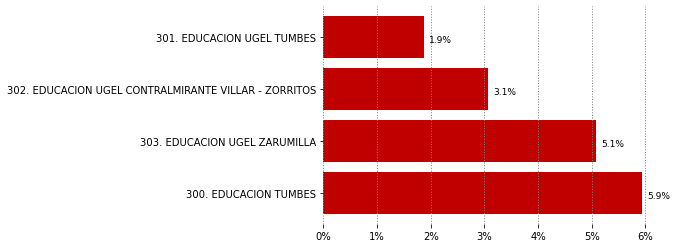 301. EDUCACION UGEL TUMBES
1.9%
302. EDUCACION UGEL CONTRALMIRANTE VILLAR - ZORRITOS
3.1%
303. EDUCACION UGEL ZARUMILLA
5.1%
300. EDUCACION TUMBES
5.9%
0% 1% 2% 3% 4% 5% 6%